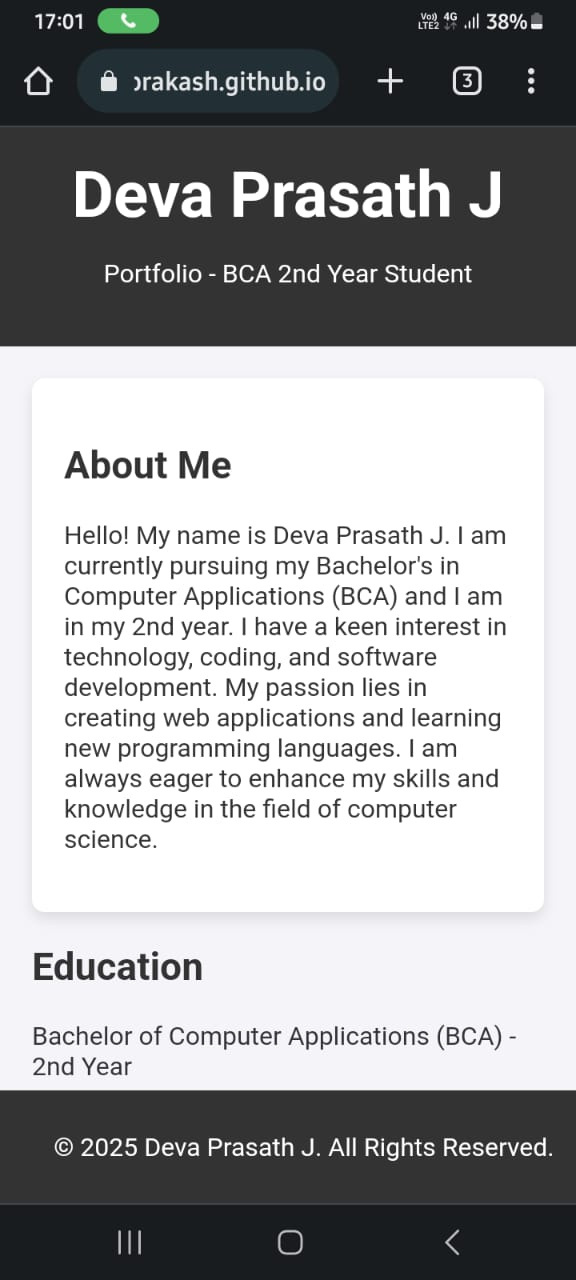 17:01 Vo)) LTE2 4G 38%
prakash.github.io 3
Deva Prasath J
Portfolio - BCA 2nd Year Student
About Me
Hello! My name is Deva Prasath J. I am
currently pursuing my Bachelor's in
Computer Applications (BCA) and I am
in my 2nd year. I have a keen interest in
technology, coding, and software
development. My passion lies in
creating web applications and learning
new programming languages. I am
always eager to enhance my skills and
knowledge in the field of computer
science.
Education
Bachelor of Computer Applications (BCA) -
2nd Year
© 2025 Deva Prasath J. All Rights Reserved.